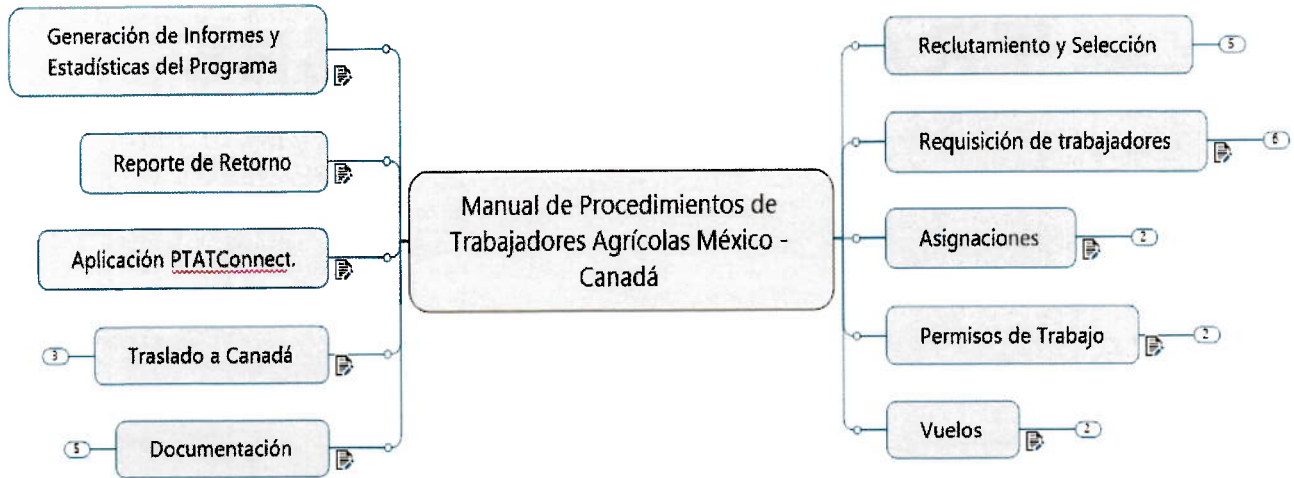 Generación de Informes y
Estadísticas del Programa
Reporte de Retorno
Aplicación PTATConnect.
3
Traslado a Canadá
5
Documentación
Manual de Procedimientos de
Trabajadores Agrícolas México -
Canadá
Reclutamiento y Selección
5
Requisición de trabajadores
6
Asignaciones
2
Permisos de Trabajo
2
Vuelos
2